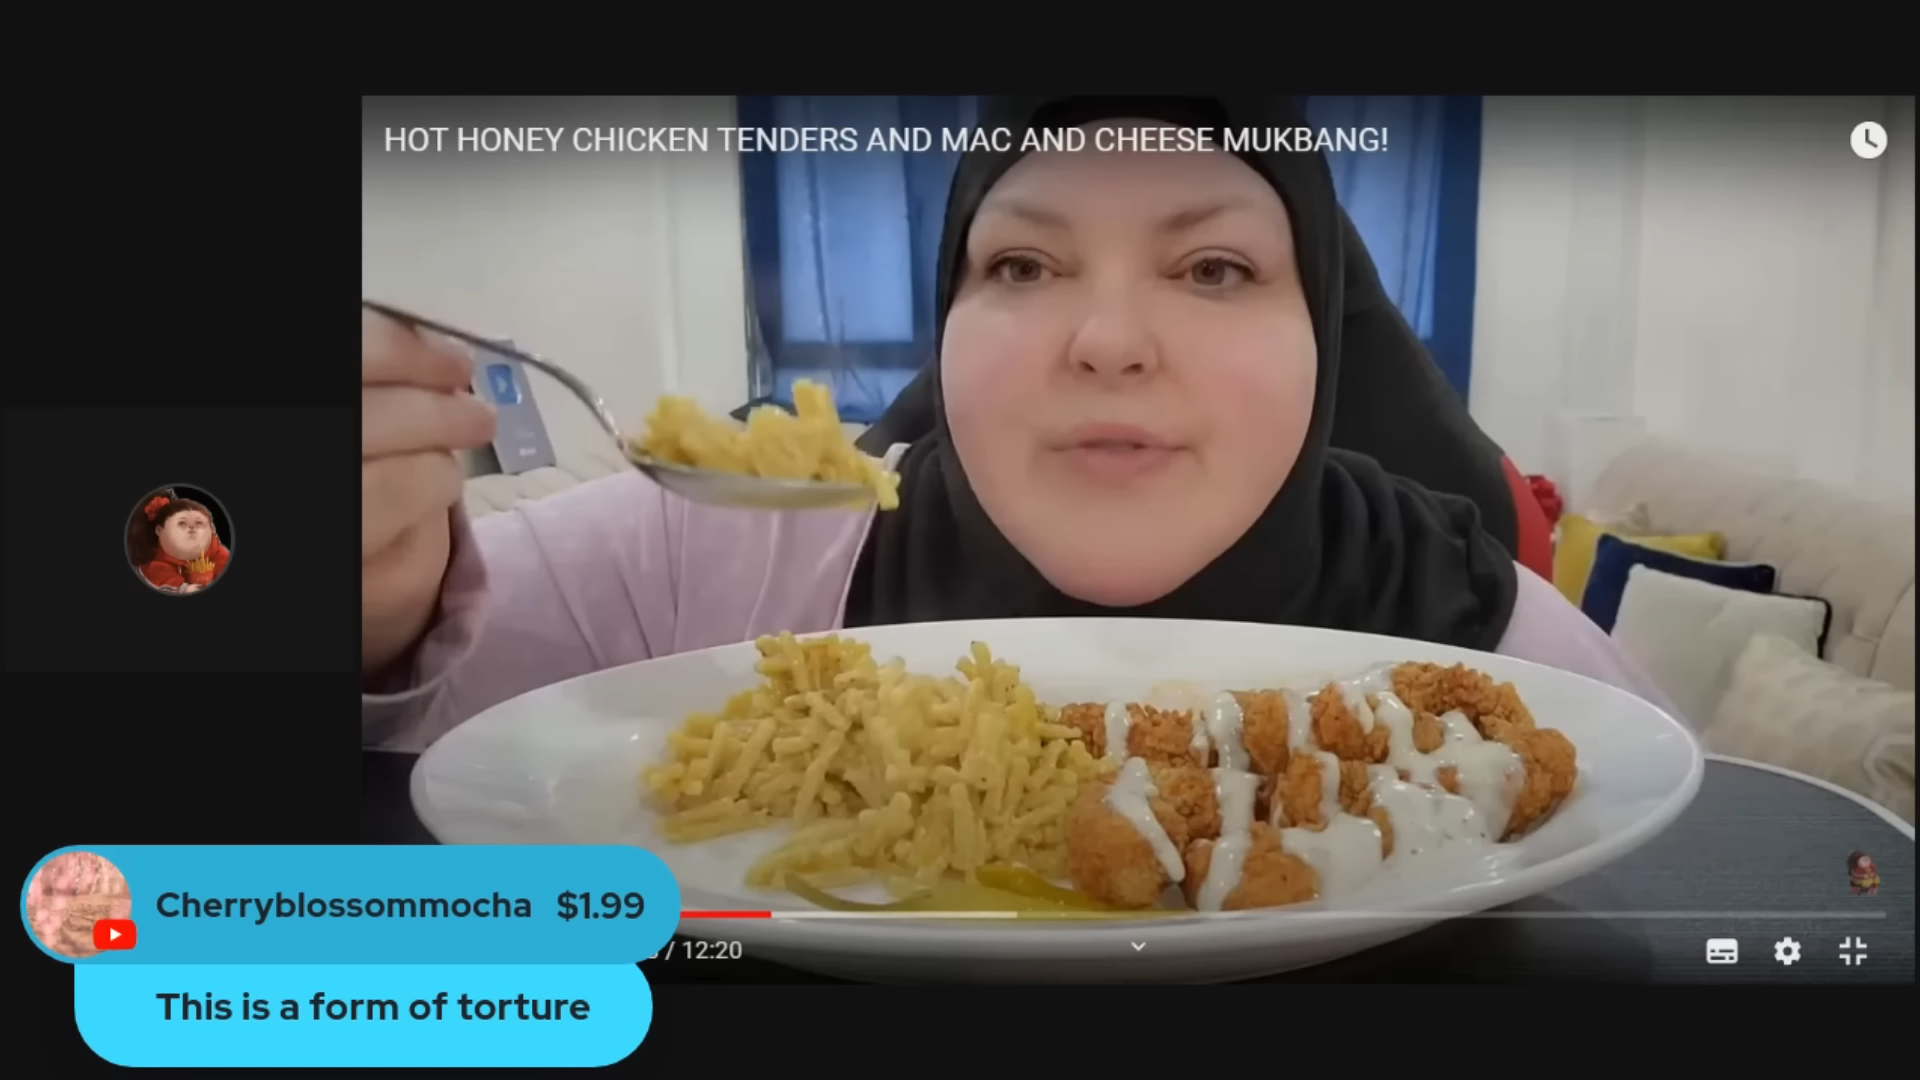 HOT HONEY CHICKEN TENDERS AND MAC AND CHEESE MUKBANG!
Cherryblossommocha $1.99
/ 12:20
This is a form of torture